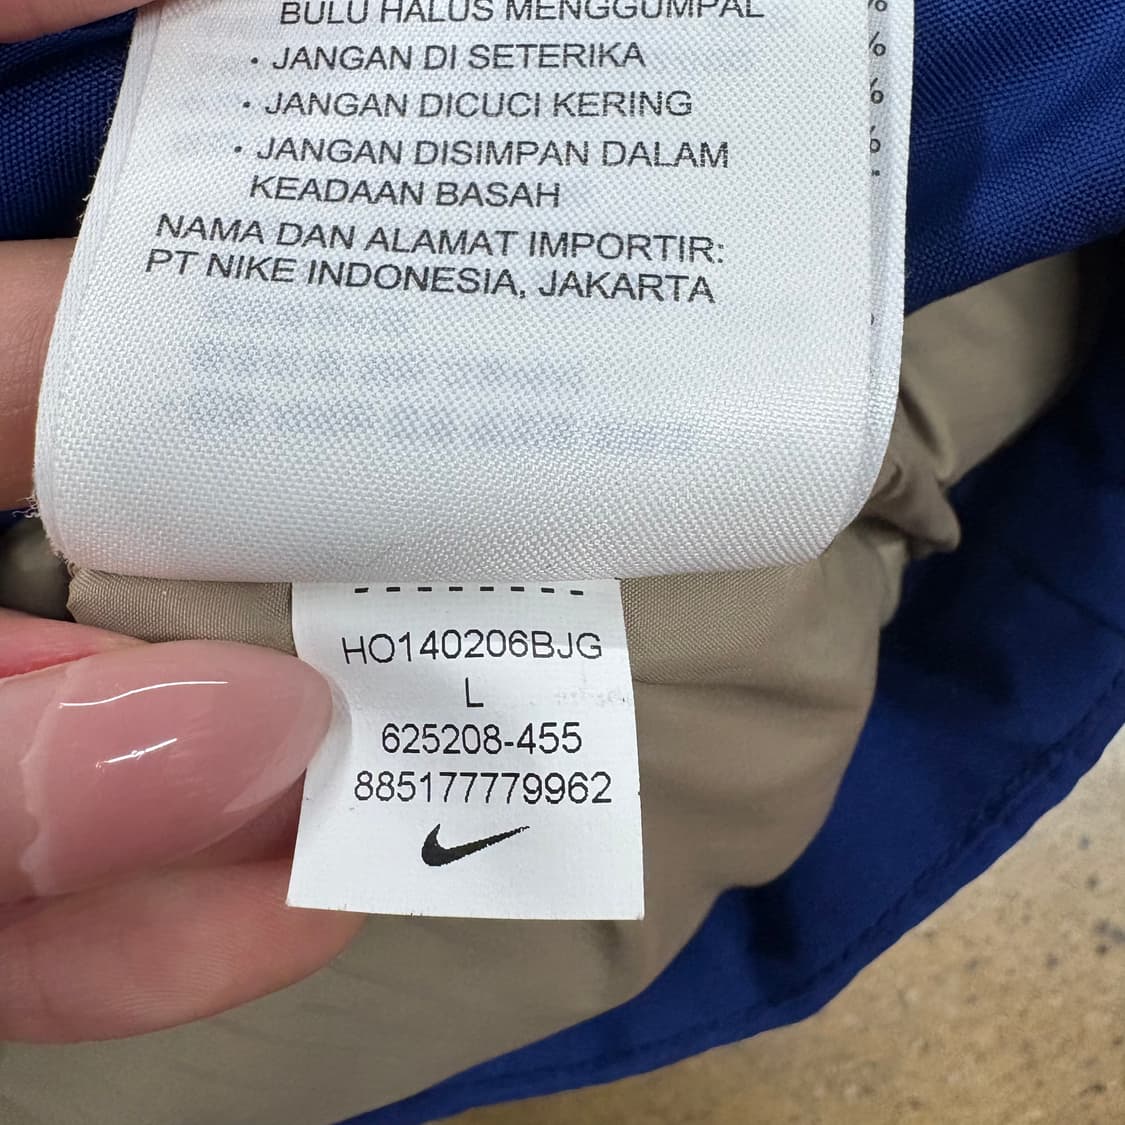 BULU HALUS MENGGUMPAL
• JANGAN DI SETERIKA
• JANGAN DICUCI KERING
• JANGAN DISIMPAN DALAM
KEADAAN BASAH
NAMA DAN ALAMAT IMPORTIR:
PT NIKE INDONESIA, JAKARTA
%
%
%
%
HO140206BJG
L
625208-455
885177779962